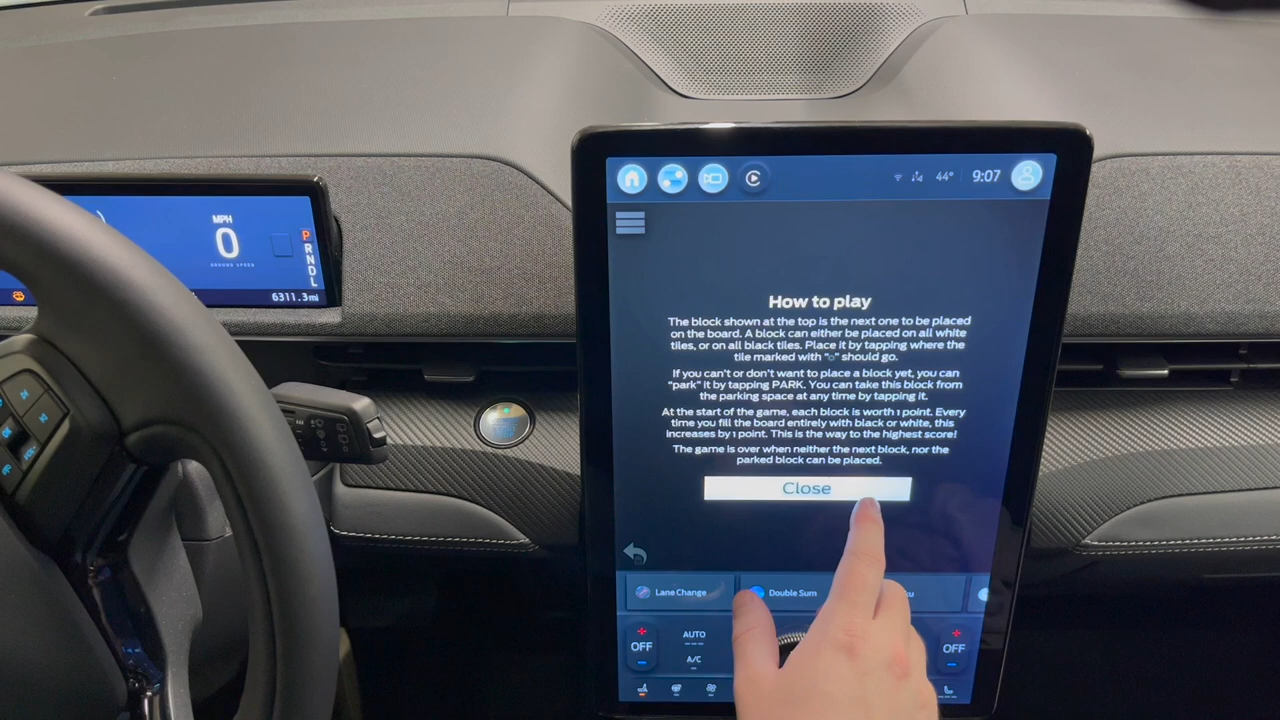 MPH
0
GROUND SPEED
P
R
N
D
L
6311.3mi
44°
9:07
How to play
The block shown at the top is the next one to be placed
on the board. A block can either be placed on all white
tiles, or on all black tiles. Place it by tapping where the
tile marked with "o" should go.
If you can't or don't want to place a block yet, you can
"park" it by tapping PARK. You can take this block from
the parking space at any time by tapping it.
At the start of the game, each block is worth 1 point. Every
time you fill the board entirely with black or white, this
increases by 1 point. This is the way to the highest score!
The game is over when neither the next block, nor the
parked block can be placed.
Close
Lane Change
Double Sum
ku
OFF
AUTO
A/C
OFF